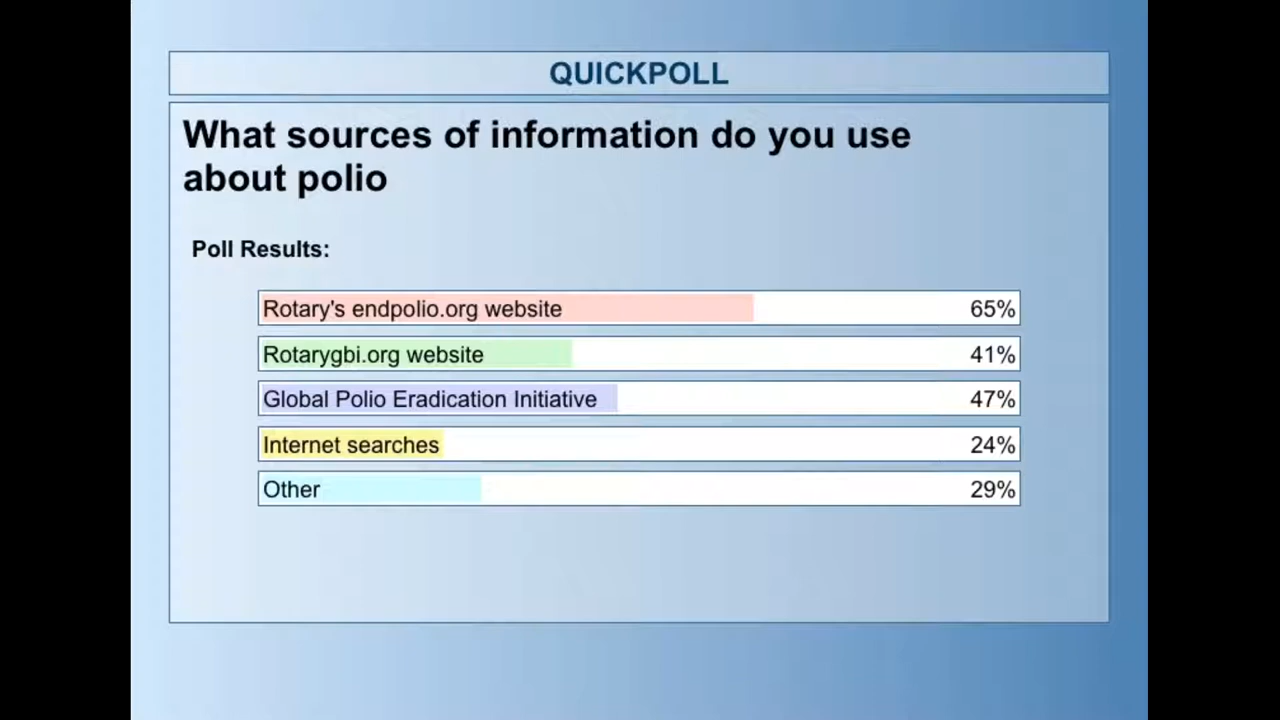 QUICKPOLL
What sources of information do you use
about polio
Poll Results:
Rotary's endpolio.org website 65%
Rotarygbi.org website 41%
Global Polio Eradication Initiative 47%
Internet searches 24%
Other 29%